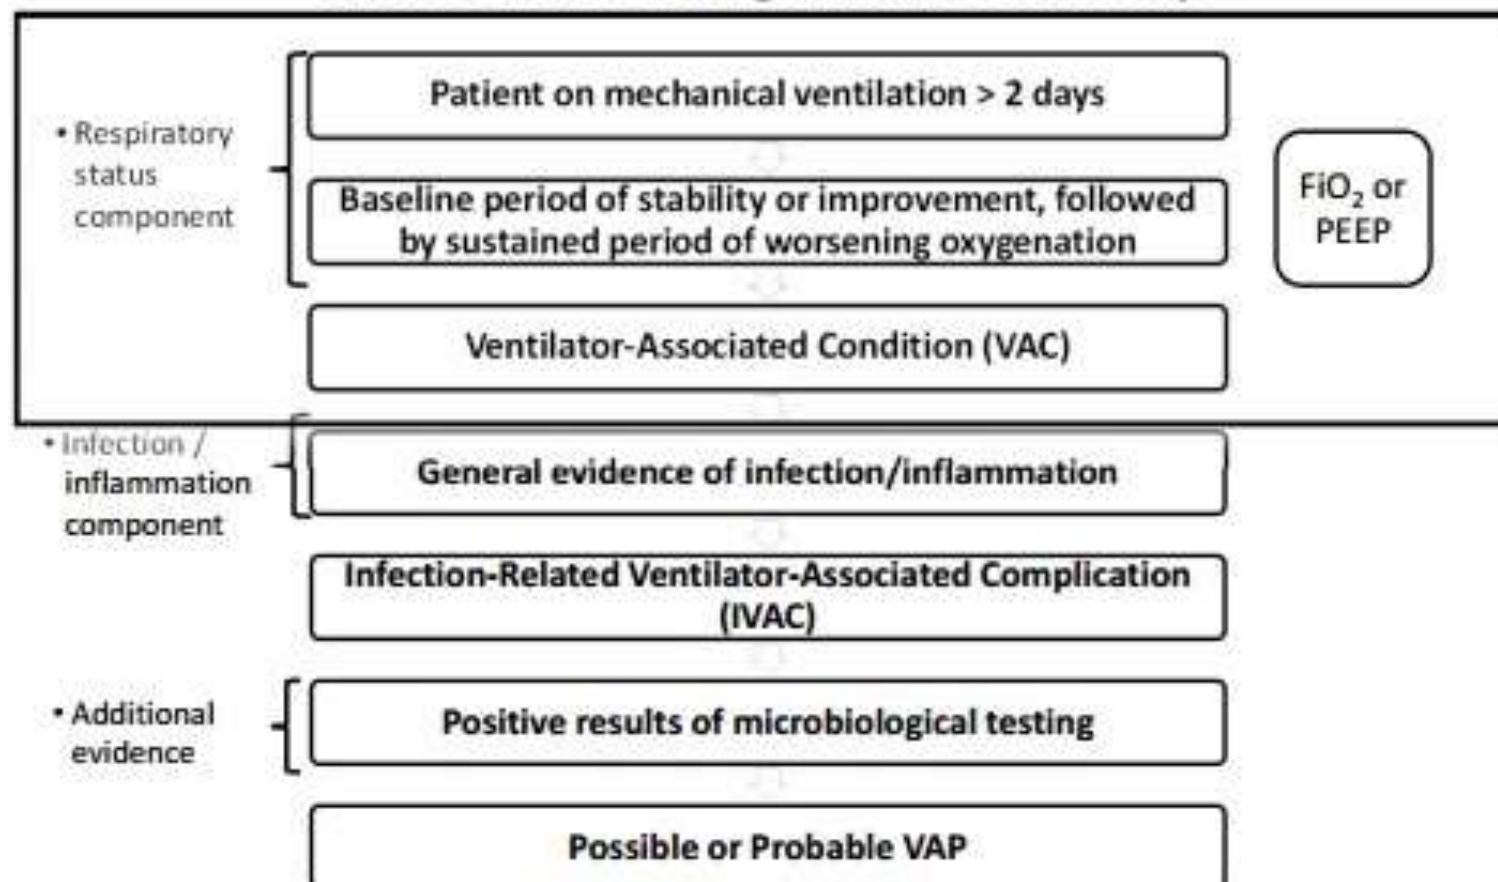 • Respiratory
status
component
Patient on mechanical ventilation > 2 days
Baseline period of stability or improvement, followed
by sustained period of worsening oxygenation
FiO₂ or
PEEP
Ventilator-Associated Condition (VAC)
• Infection /
inflammation
component
General evidence of infection/inflammation
Infection-Related Ventilator-Associated Complication
(IVAC)
• Additional
evidence
Positive results of microbiological testing
Possible or Probable VAP